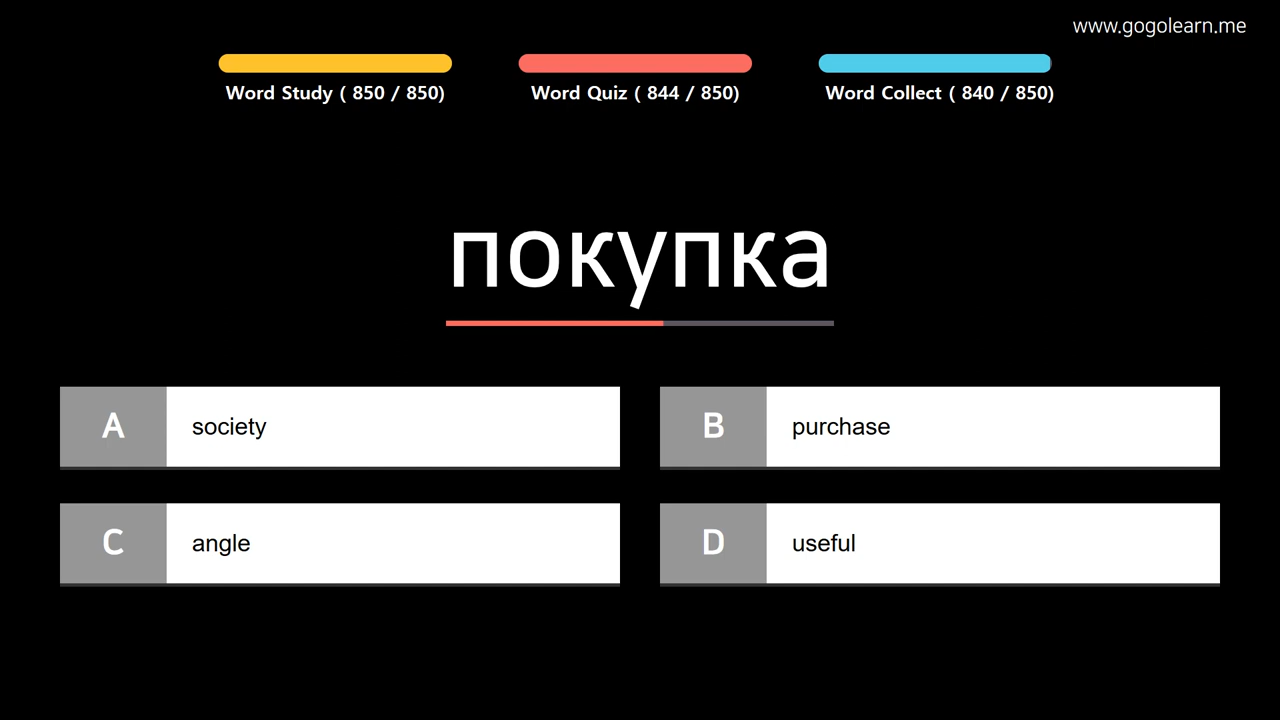 www.gogolearn.me
Word Study ( 850 / 850)
Word Quiz ( 844 / 850)
Word Collect ( 840 / 850)
покупка
A society
B purchase
C angle
D useful